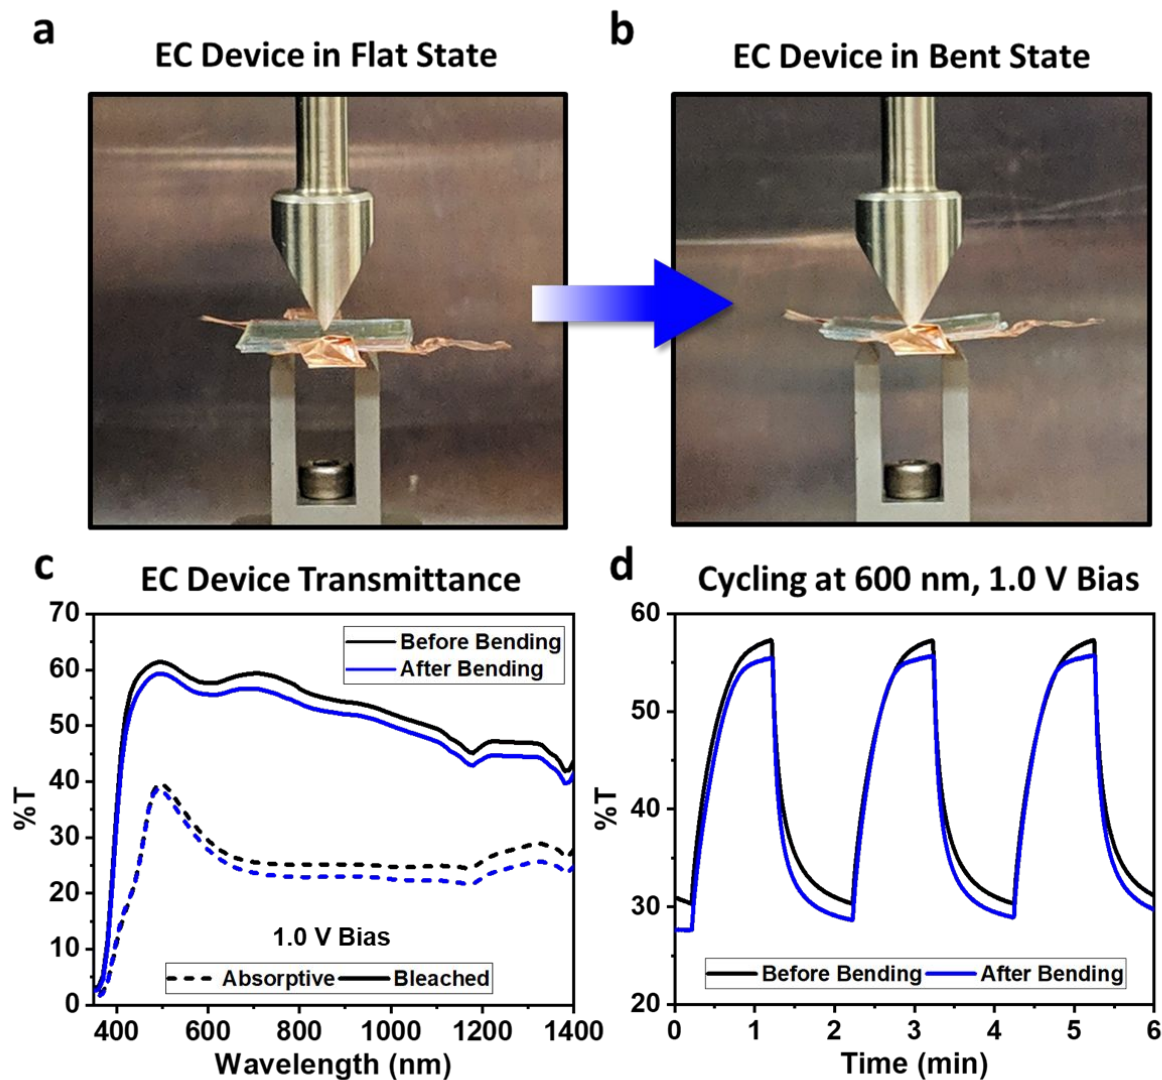 a
EC Device in Flat State
b
EC Device in Bent State
c
EC Device Transmittance
70
60
50
40
30
20
10
0
%T
Before Bending
After Bending
1.0 V Bias
Absorptive
Bleached
400 600 800 1000 1200 1400
Wavelength (nm)
d
Cycling at 600 nm, 1.0 V Bias
60
50
40
30
20
%T
Before Bending After Bending
0 1 2 3 4 5 6
Time (min)